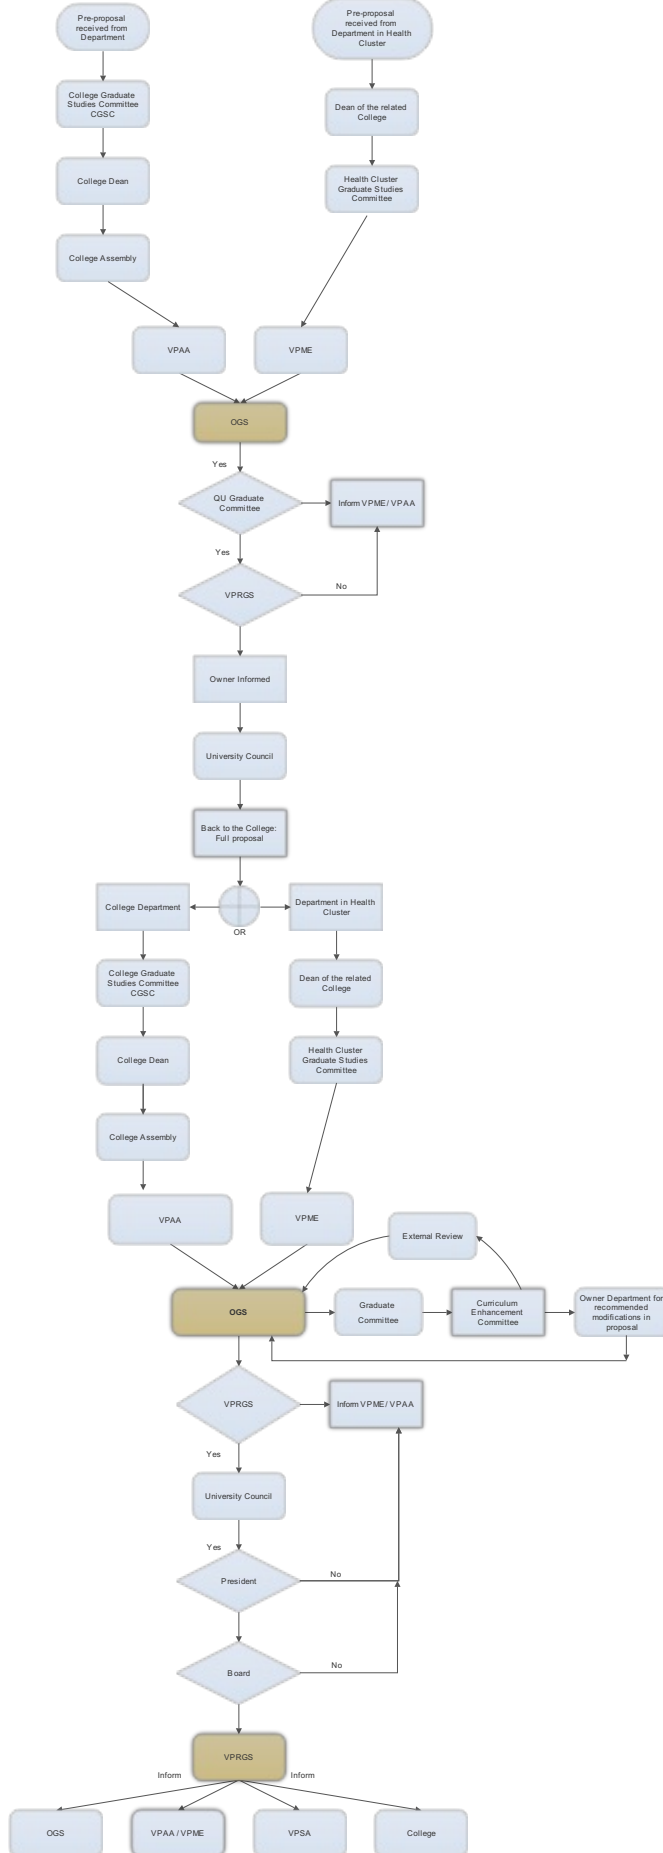 Pre-proposal
received from
Department
Pre-proposal
received from
Department in Health
Cluster
College Graduate
Studies Committee
CGSC
Dean of the related
College
College Dean
Health Cluster
Graduate Studies
Committee
College Assembly
VPAA
VPME
OGS
Yes
QU Graduate
Committee
Inform VPME/ VPAA
Yes
VPRGS
No
Owner Informed
University Council
Back to the College:
Full proposal
College Department
OR
Department in Health
Cluster
College Graduate
Studies Committee
CGSC
Dean of the related
College
College Dean
Health Cluster
Graduate Studies
Committee
College Assembly
VPAA
VPME
External Review
OGS
Graduate
Committee
Curriculum
Enhancement
Committee
Owner Department for
recommended
modifications in
proposal
VPRGS
Inform VPME/ VPAA
Yes
University Council
Yes
President
No
Board
No
VPRGS
Inform
Inform
OGS
VPAA / VPME
VPSA
College